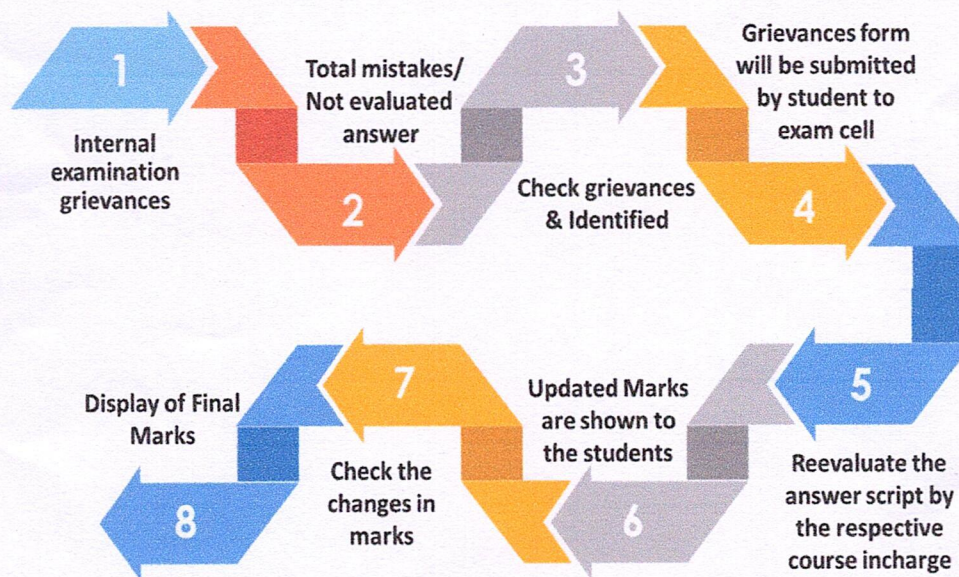 1
Internal
examination
grievances
Total mistakes/
Not evaluated
answer
2
3
Check grievances
& Identified
Grievances form
will be submitted
by student to
exam cell
4
5
Reevaluate the
answer script by
the respective
course incharge
Updated Marks
are shown to
the students
6
7
Check the
changes in
marks
Display of Final
Marks
8